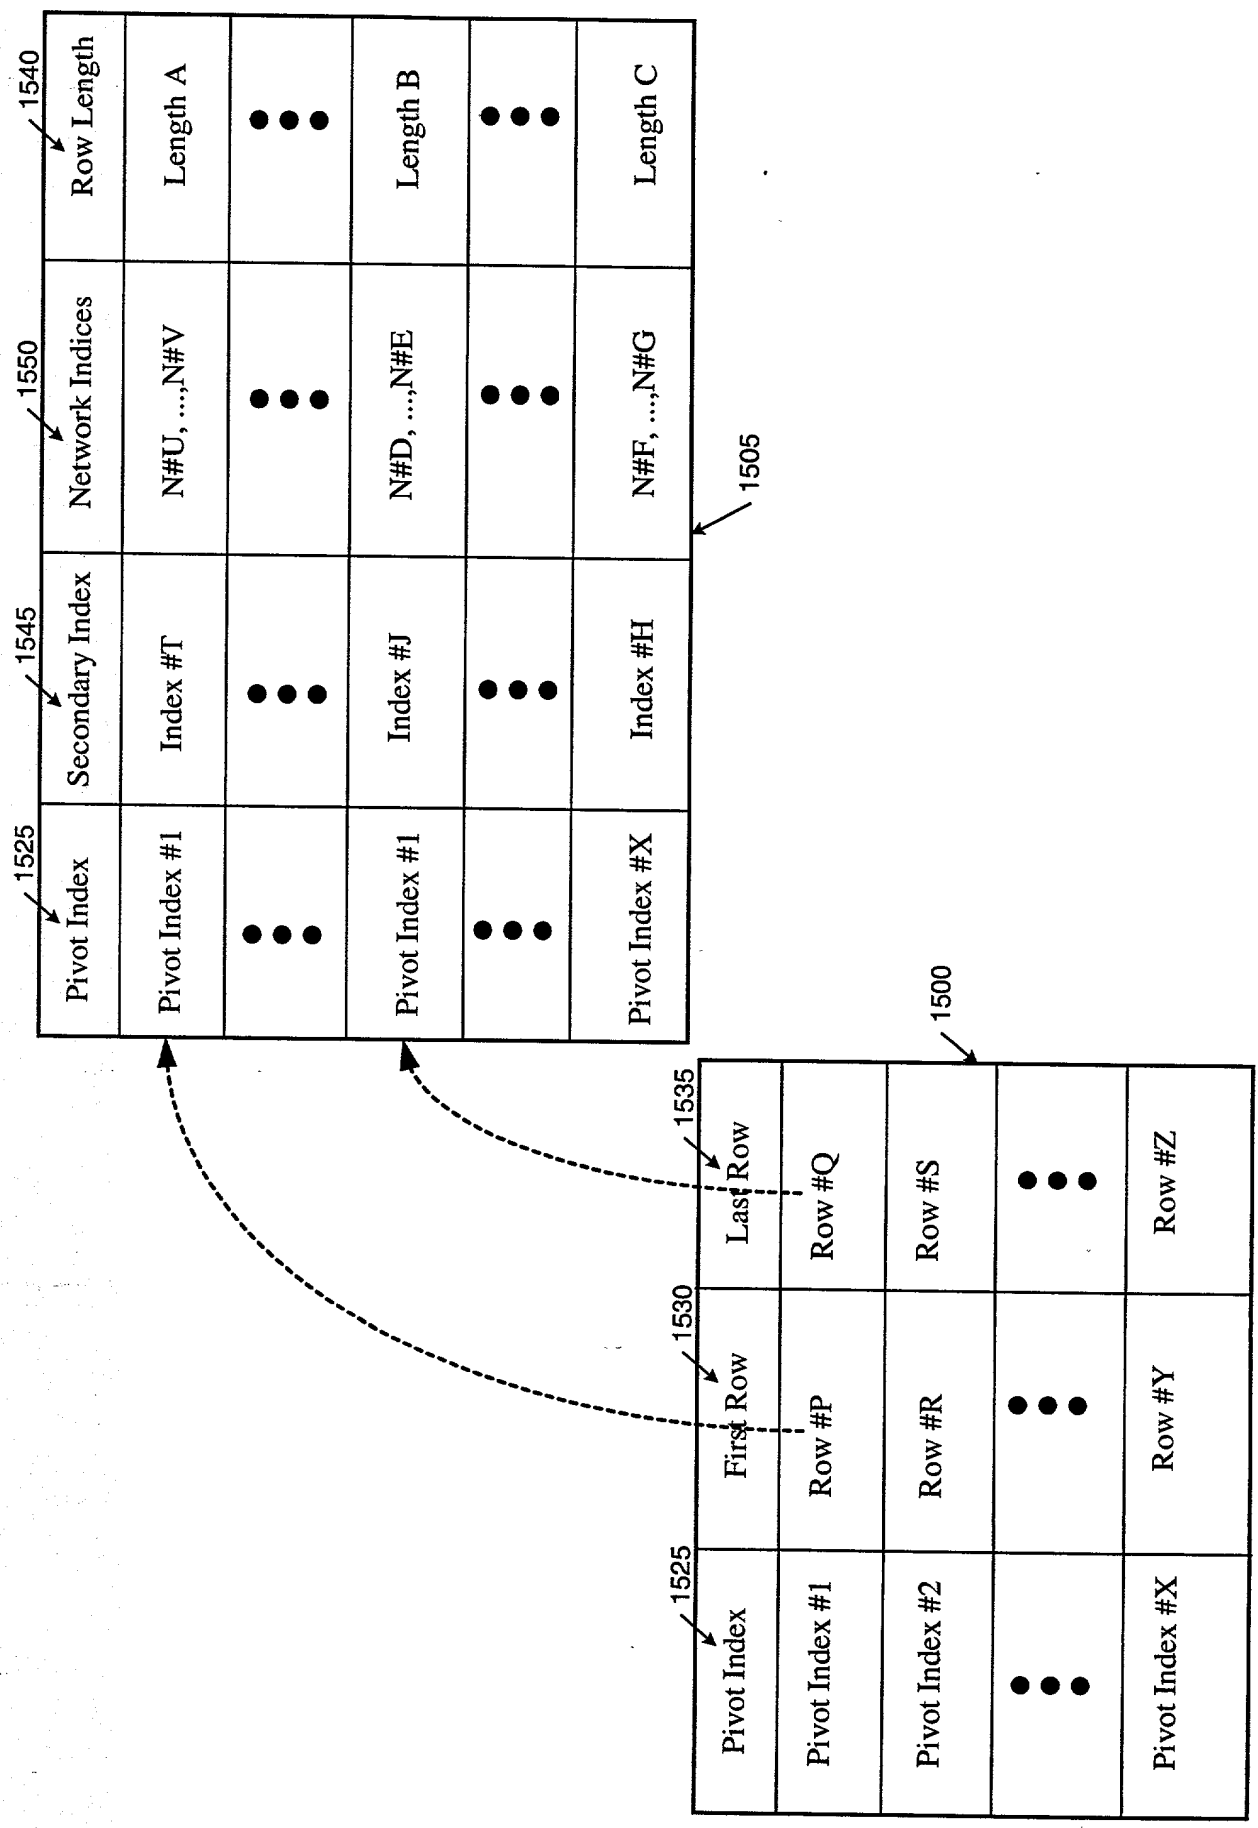 1525
1530
1535
1500
Pivot Index First Row Last Row
Pivot Index #1 Row #P Row #Q
Pivot Index #2 Row #R Row #S
Pivot Index #X Row #Y Row #Z
1525
1545
1550
1540
Pivot Index Secondary Index Network Indices Row Length
Pivot Index #1 Index #T N#U, ...,N#V Length A
Pivot Index #1 Index #J N#D, ...,N#E Length B
Pivot Index #X Index #H N#F, ...,N#G Length C
1505